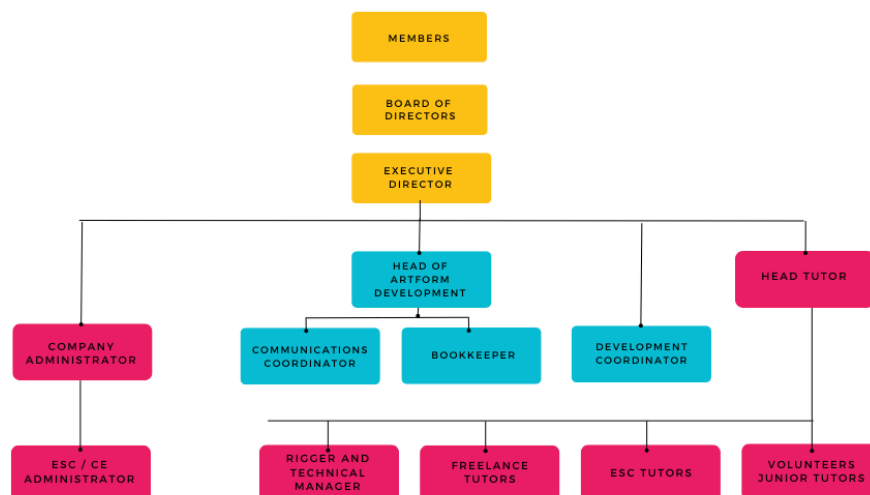 MEMBERS
BOARD OF
DIRECTORS
EXECUTIVE
DIRECTOR
HEAD OF
ARTFORM
DEVELOPMENT
HEAD TUTOR
COMPANY
ADMINISTRATOR
COMMUNICATIONS
COORDINATOR
BOOKKEEPER
DEVELOPMENT
COORDINATOR
ESC / CE
ADMINISTRATOR
RIGGER AND
TECHNICAL
MANAGER
FREELANCE
TUTORS
ESC TUTORS
VOLUNTEERS
JUNIOR TUTORS